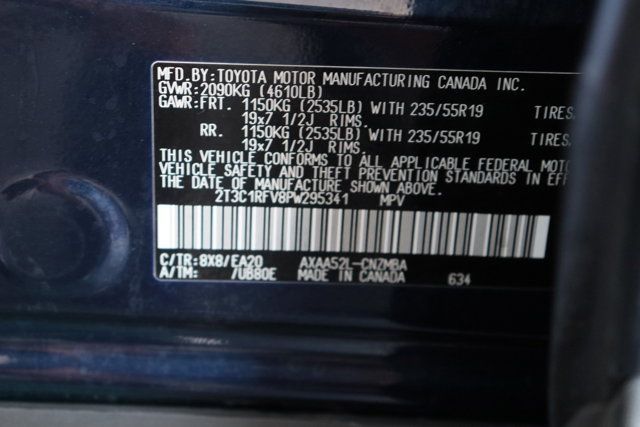 MFD. BY: TOYOTA MOTOR MANUFACTURING CANADA INC.
GVWR: 2090KG (4610LB)
GAWR: FRT. 1150KG (2535LB) WITH 235/55R19 TIRES,
19x7 1/2J RIMS.
RR. 1150KG (2535LB) WITH 235/55R19 TIRES,
19x7 1/2J RIMS.
THIS VEHICLE CONFORMS TO ALL APPLICABLE FEDERAL
VEHICLE SAFETY AND THEFT PREVENTION STANDARDS IN
THE DATE OF MANUFACTURE SHOWN ABOVE.
2T3C1RFV8PW295341 MPV
C/TR: 8X8/EA20 AXAA52L-CNZMBA
A/TM: /UB80E MADE IN CANADA 634